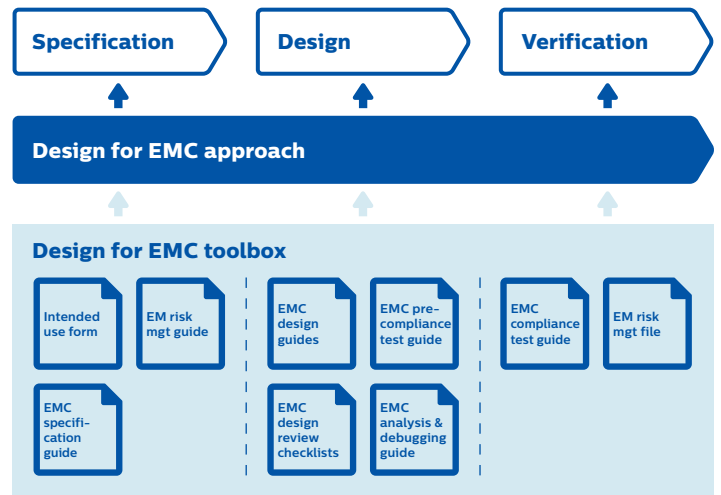 Specification
Design
Verification
Design for EMC approach
Design for EMC toolbox
Intended
use form
EM risk
mgt guide
EMC
specifi-
cation
guide
EMC
design
guides
EMC pre-
compliance
test guide
EMC
design
review
checklists
EMC
analysis &
debugging
guide
EMC
compliance
test guide
EM risk
mgt file